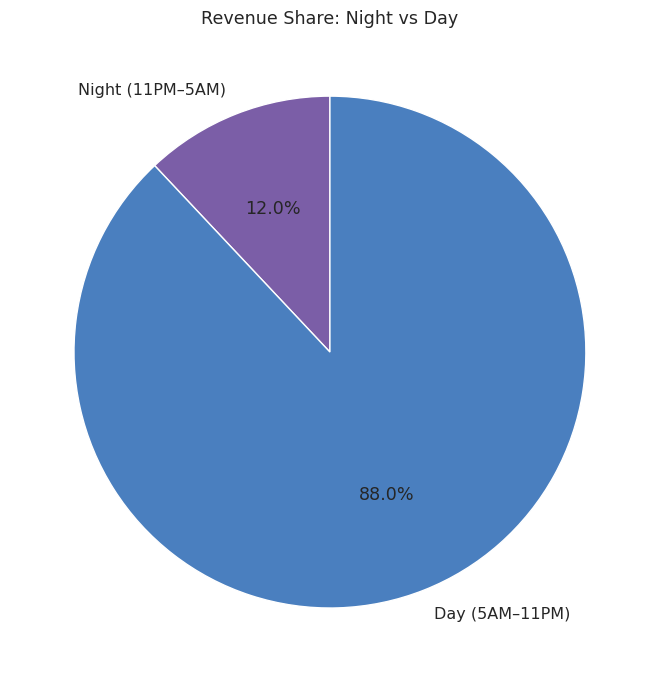 Revenue Share: Night vs Day
Night (11PM–5AM)
12.0%
88.0%
Day (5AM–11PM)